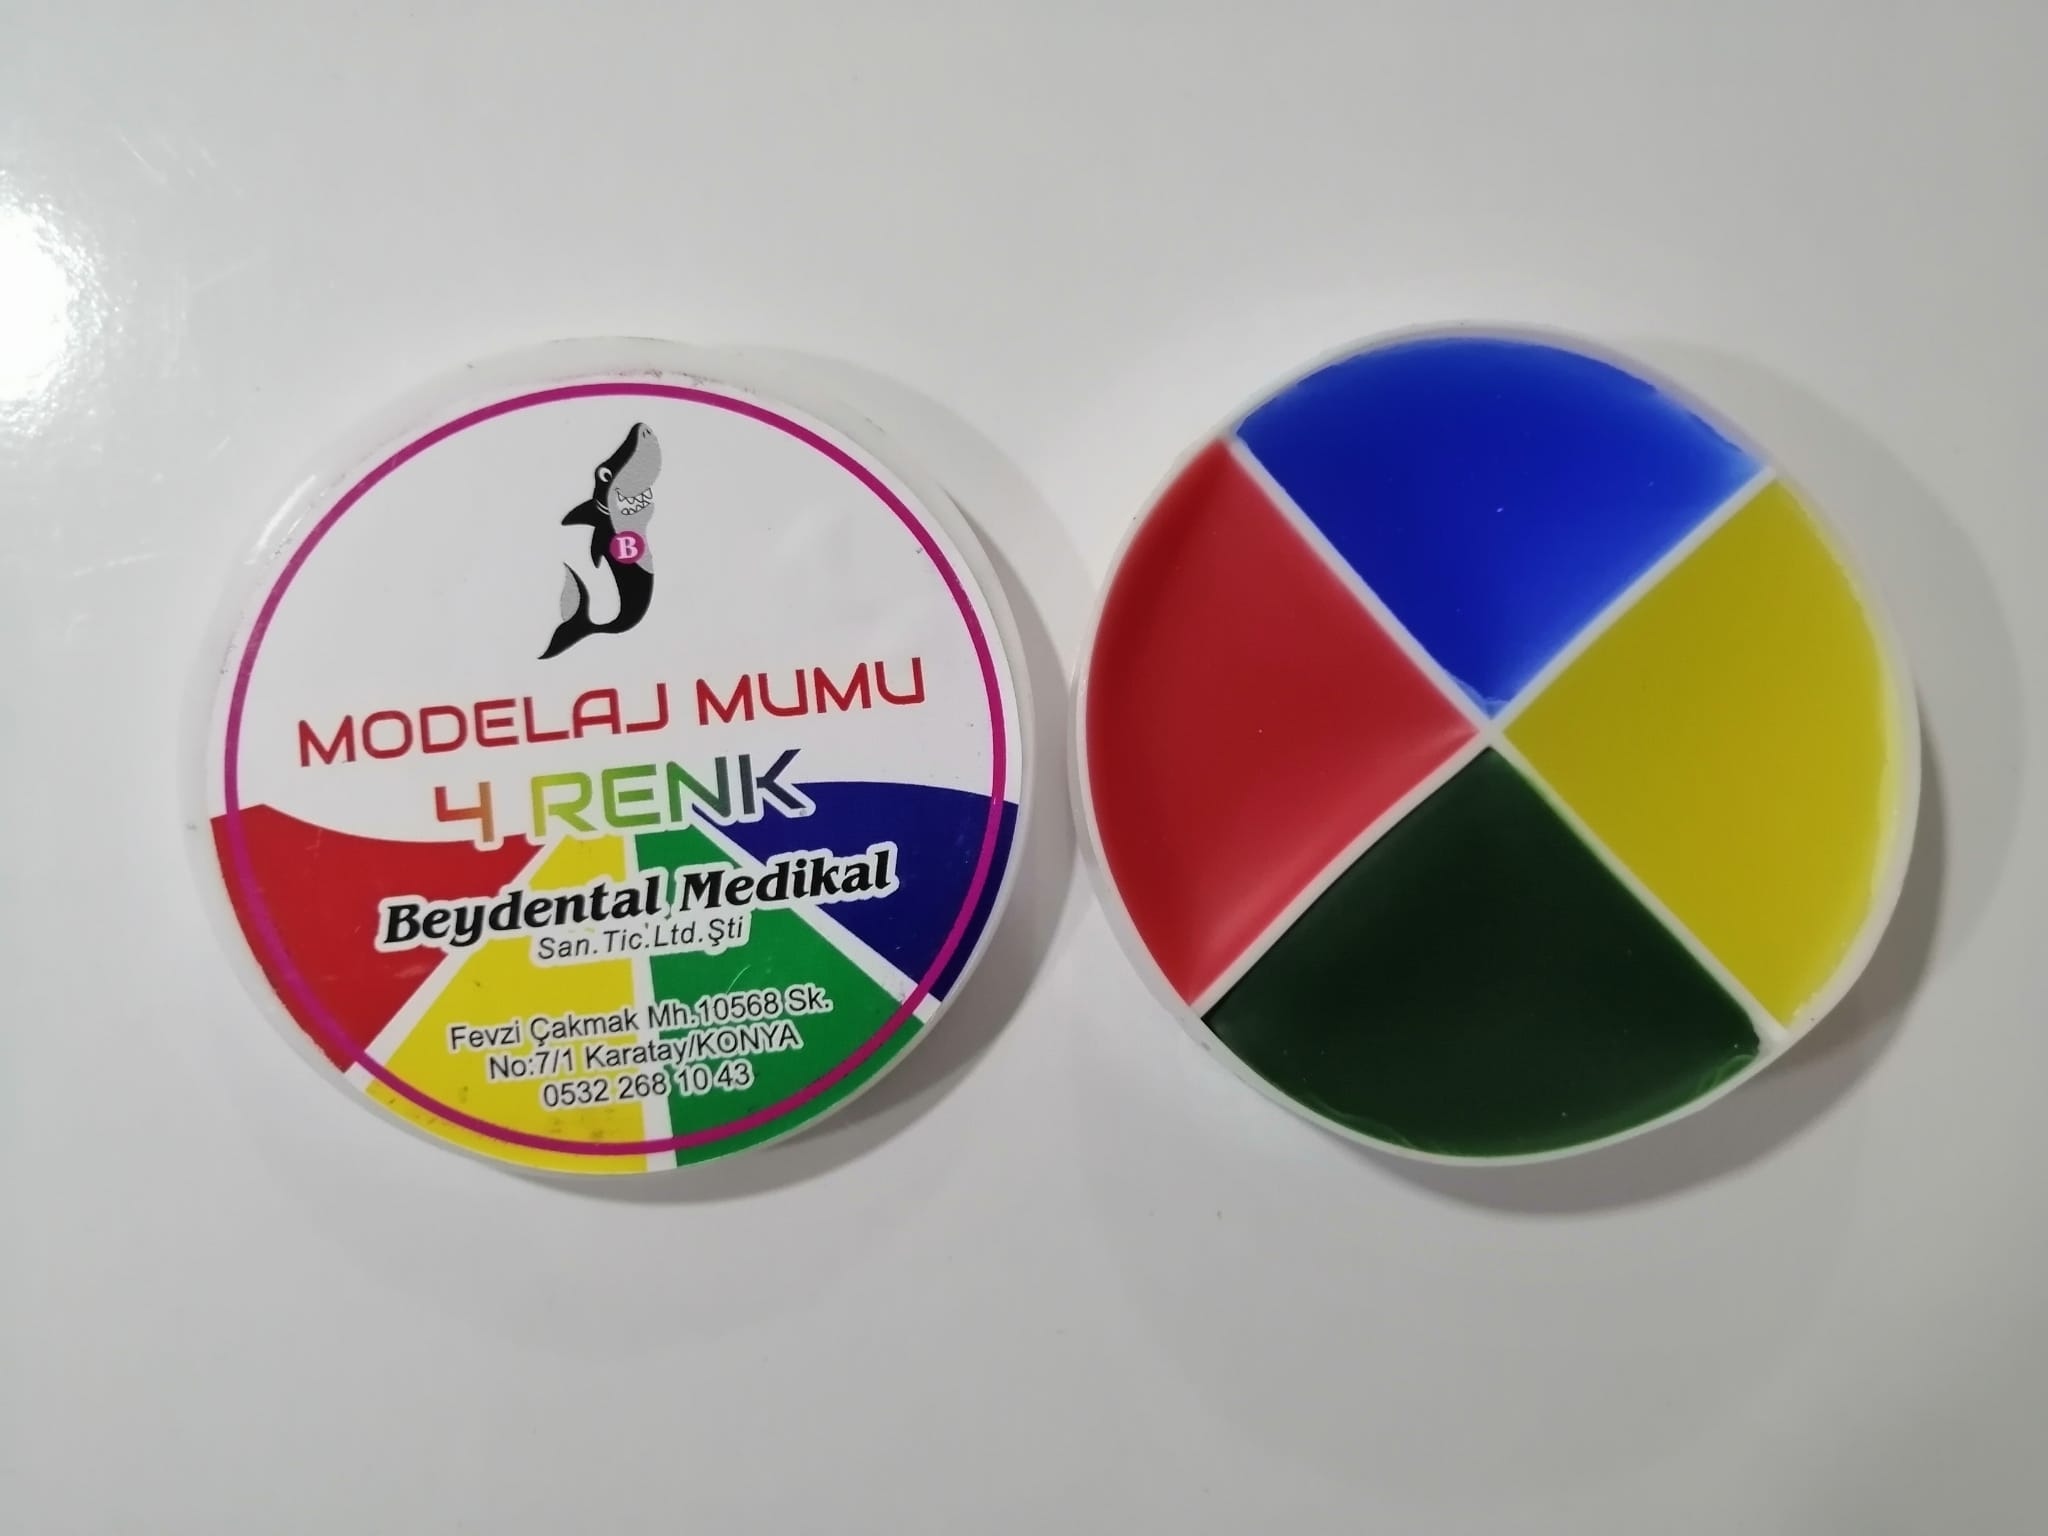 B
MODELAJ MUMU
4 RENK
Beydental Medikal
San.Tic.Ltd.Şti
Fevzi Çakmak Mh.10568 Sk.
No:7/1 Karatay/KONYA
0532 268 10 43